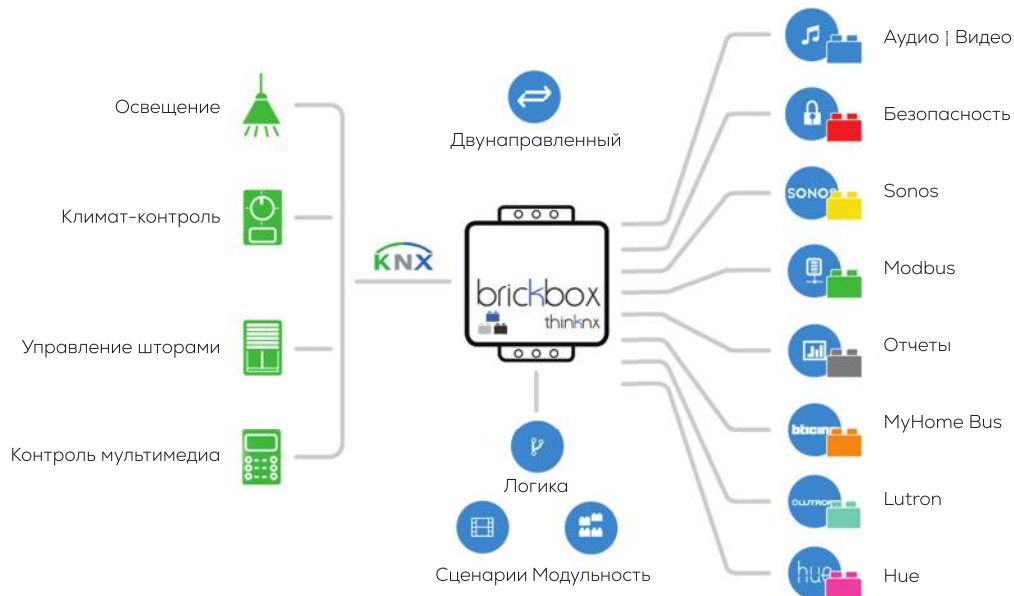 Освещение
Климат-контроль
Управление шторами
Контроль мультимедиа
KNX
Двунаправленный
brickbox
thinknx
Логика
Сценарии Модульность
Аудио ¦ Видео
Безопасность
SONOS
Sonos
Modbus
Отчеты
bticino
MyHome Bus
LUTRON
Lutron
hue
Hue